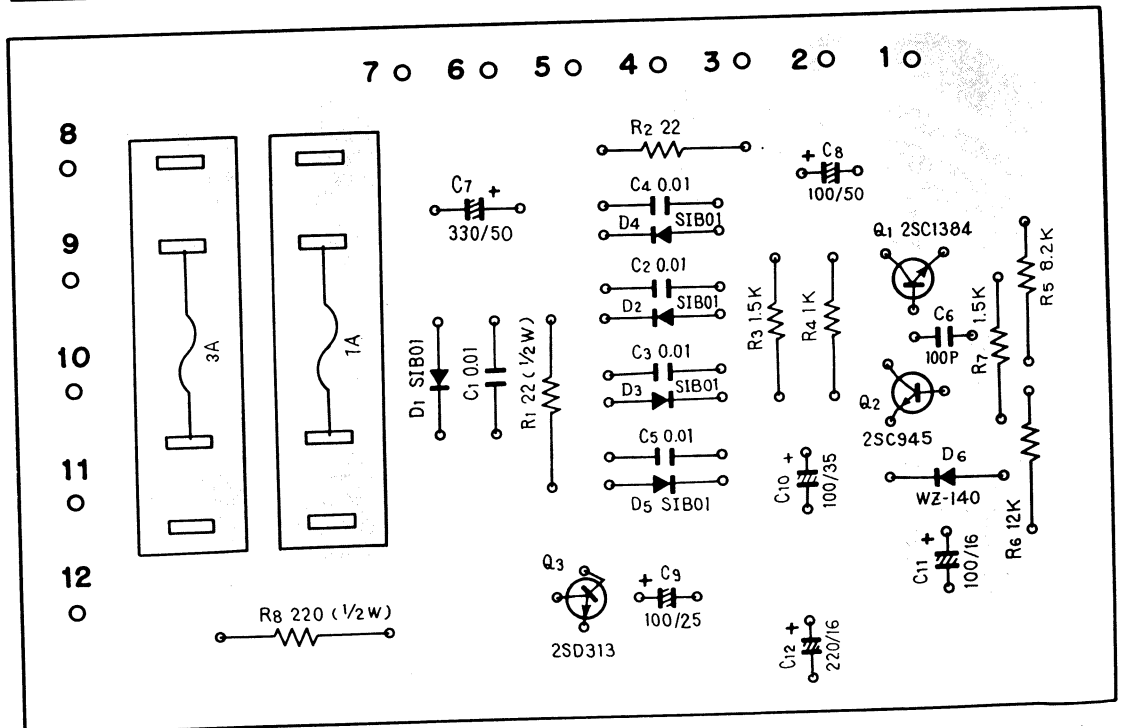 7 6 5 4 3 2 1
8
9
10
11
12
3A
1A
R2 22
C8
+
100/50
C7
+
330/50
C4 0.01
D4 SIB01
C2 0.01
D2 SIB01
C3 0.01
D3 SIB01
C5 0.01
D5 SIB01
D1 SIB01
C1 0.01
R1 22 (1/2W)
R3 1.5K
R4 1K
Q1 2SC1384
R5 8.2K
C6
100P
R7 1.5K
Q2
2SC945
D6
WZ-140
R6 12K
+
C10 100/35
+
C11 100/16
Q3
2SD313
+
C9
100/25
+
C12 220/16
R8 220 (1/2W)